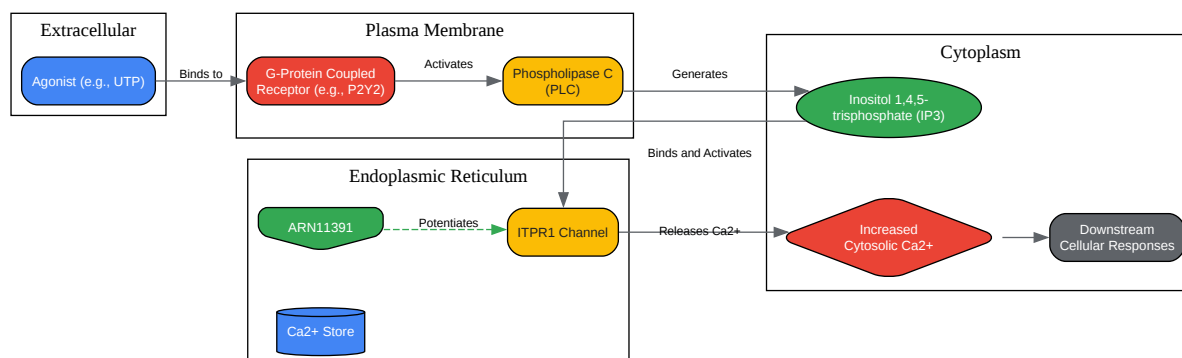 Extracellular
Agonist (e.g., UTP)
Binds to
Plasma Membrane
G-Protein Coupled
Receptor (e.g., P2Y2)
Activates
Phospholipase C
(PLC)
Generates
Cytoplasm
Inositol 1,4,5-
trisphosphate (IP3)
Binds and Activates
Endoplasmic Reticulum
ARN11391
Potentiates
ITPR1 Channel
Releases Ca2+
Increased
Cytosolic Ca2+
Downstream
Cellular Responses
Ca2+ Store